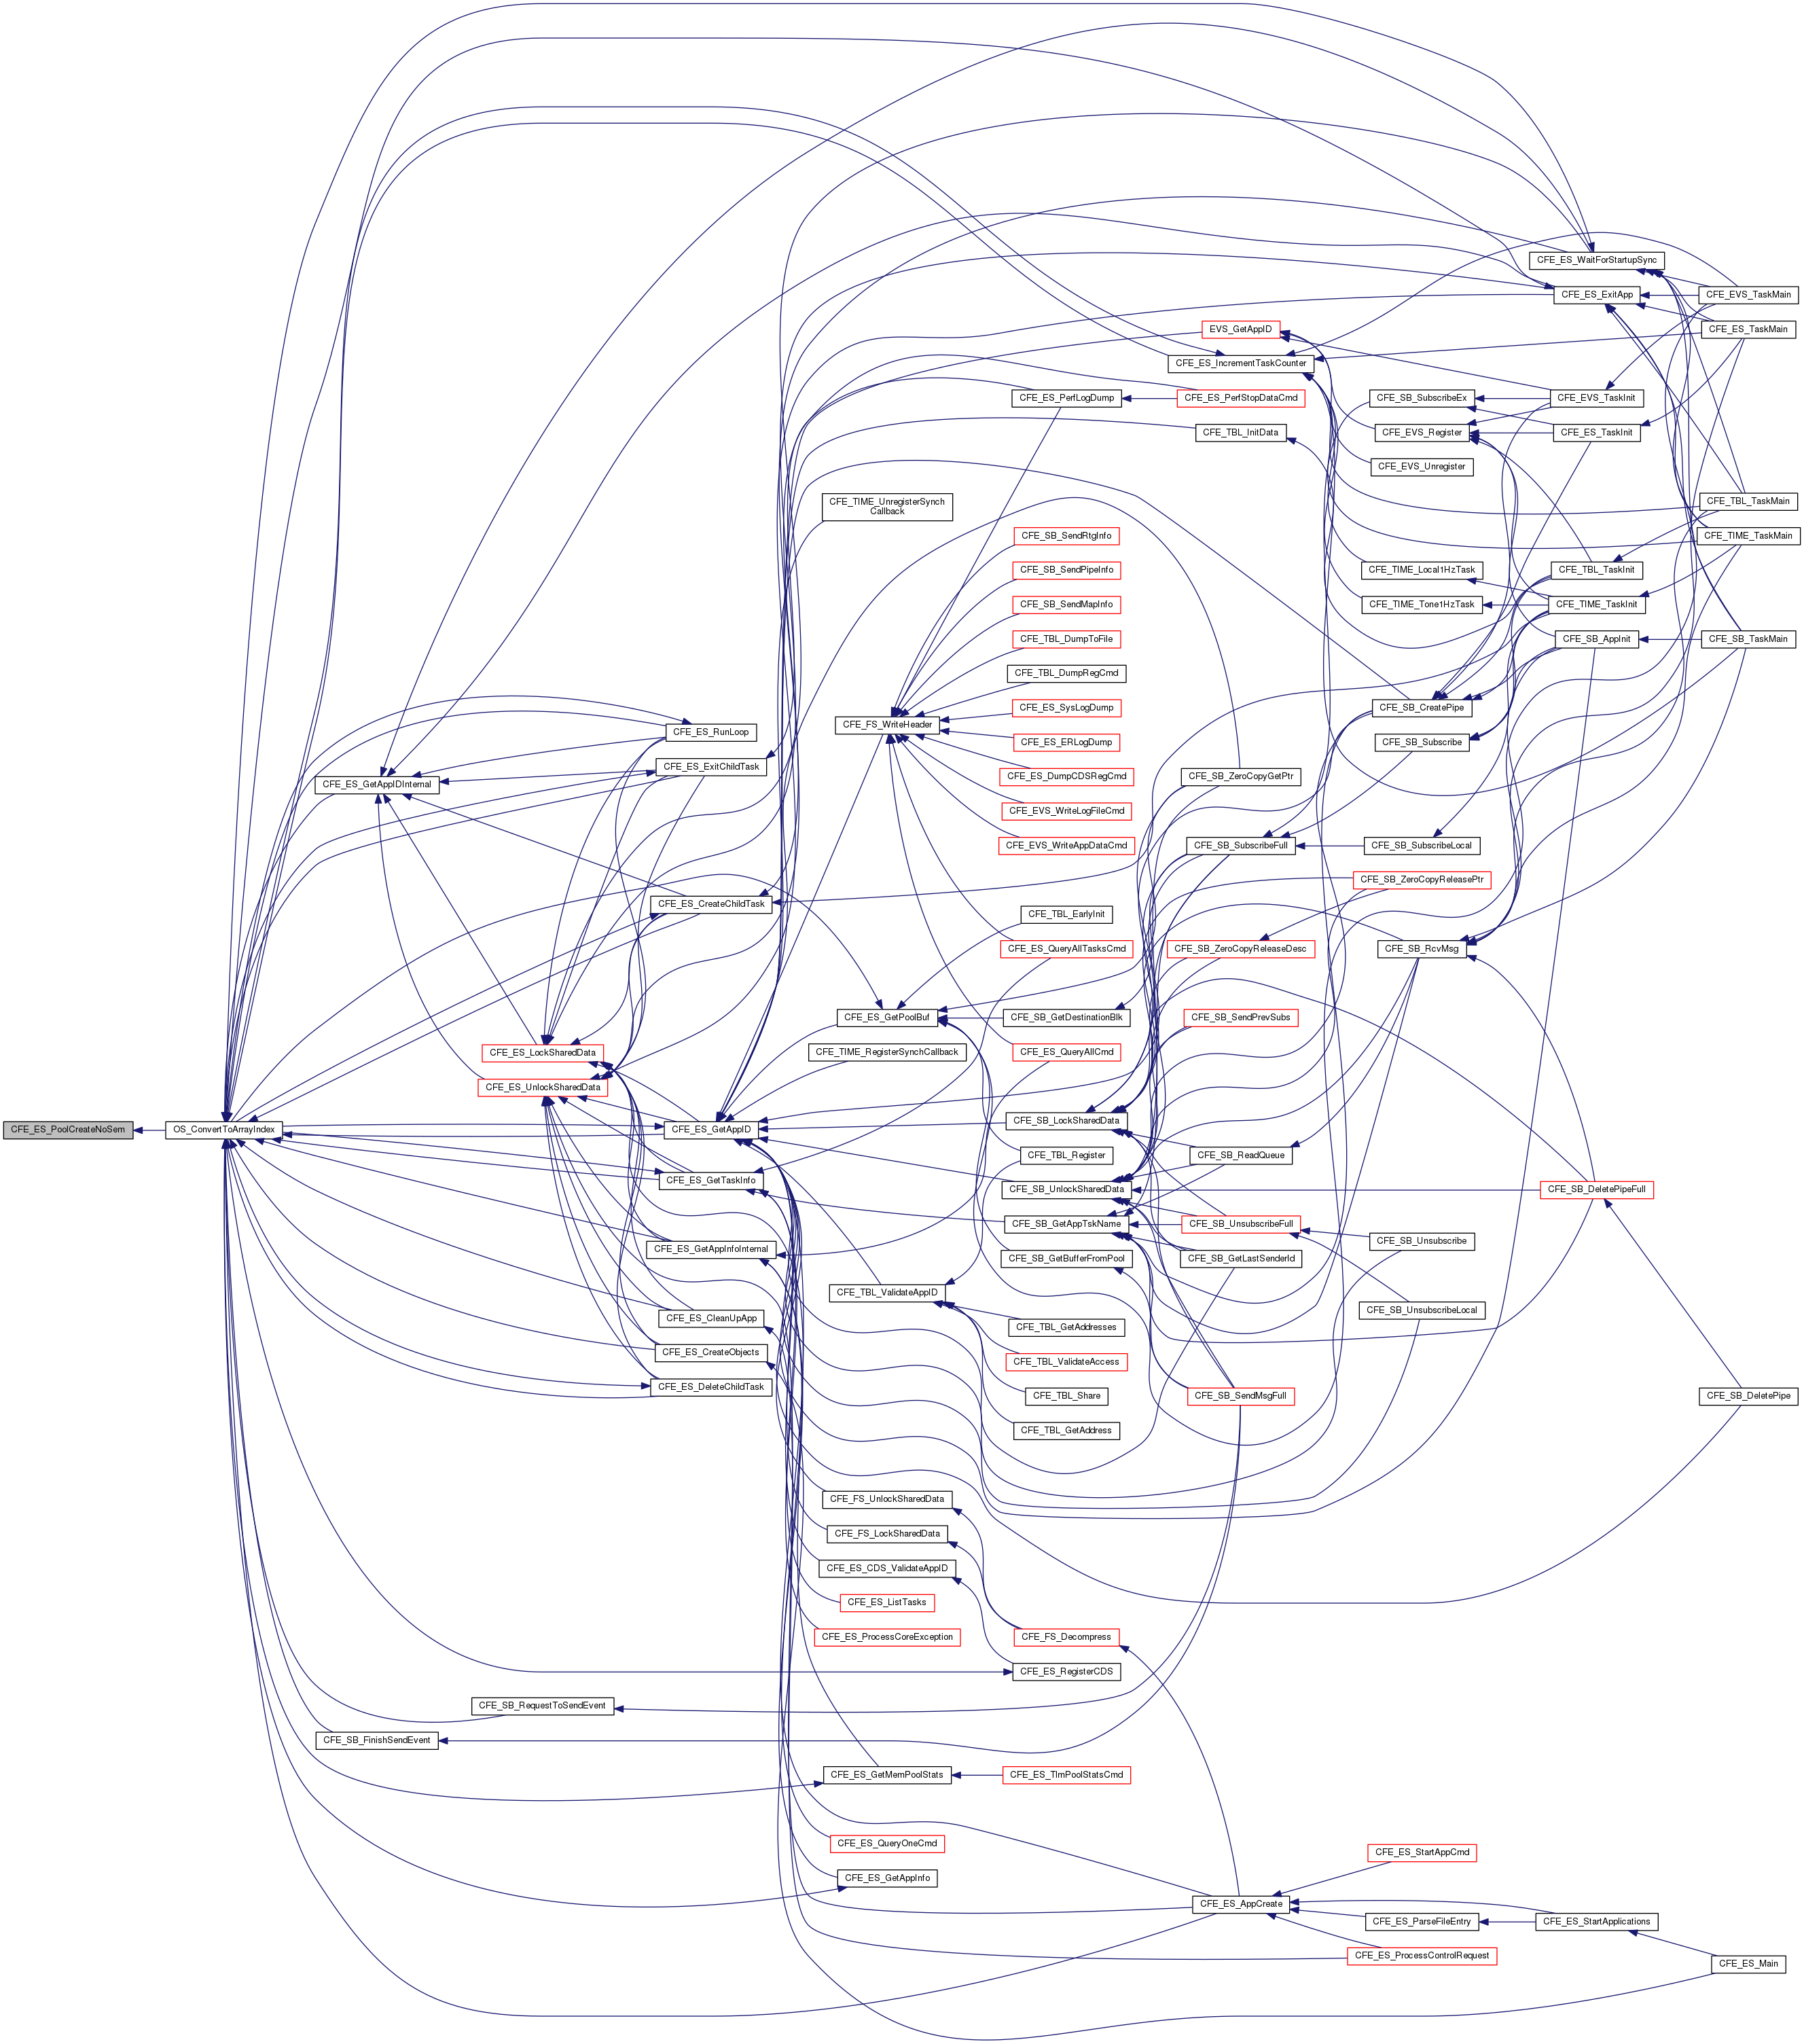 CFE_ES_WaitForStartupSync
CFE_ES_ExitApp
CFE_EVS_TaskMain
EVS_GetAppID
CFE_ES_TaskMain
CFE_ES_IncrementTaskCounter
CFE_ES_PerfLogDump
CFE_ES_PerfStopDataCmd
CFE_SB_SubscribeEx
CFE_EVS_TaskInit
CFE_TBL_InitData
CFE_EVS_Register
CFE_ES_TaskInit
CFE_EVS_Unregister
CFE_TIME_UnregisterSynch
Callback
CFE_TBL_TaskMain
CFE_SB_SendRtgInfo
CFE_TIME_TaskMain
CFE_SB_SendPipeInfo
CFE_TIME_Local1HzTask
CFE_TBL_TaskInit
CFE_SB_SendMapInfo
CFE_TIME_Tone1HzTask
CFE_TIME_TaskInit
CFE_TBL_DumpToFile
CFE_SB_AppInit
CFE_SB_TaskMain
CFE_TBL_DumpRegCmd
CFE_ES_SysLogDump
CFE_SB_CreatePipe
CFE_FS_WriteHeader
CFE_ES_RunLoop
CFE_ES_ERLogDump
CFE_SB_Subscribe
CFE_ES_ExitChildTask
CFE_ES_DumpCDSRegCmd
CFE_SB_ZeroCopyGetPtr
CFE_ES_GetAppIDInternal
CFE_EVS_WriteLogFileCmd
CFE_EVS_WriteAppDataCmd
CFE_SB_SubscribeFull
CFE_SB_SubscribeLocal
CFE_SB_ZeroCopyReleasePtr
CFE_ES_CreateChildTask
CFE_TBL_EarlyInit
CFE_ES_QueryAllTasksCmd
CFE_SB_ZeroCopyReleaseDesc
CFE_SB_RcvMsg
CFE_ES_GetPoolBuf
CFE_SB_GetDestinationBlk
CFE_SB_SendPrevSubs
CFE_ES_LockSharedData
CFE_TIME_RegisterSynchCallback
CFE_ES_QueryAllCmd
CFE_ES_UnlockSharedData
CFE_SB_LockSharedData
CFE_ES_PoolCreateNoSem
OS_ConvertToArrayIndex
CFE_ES_GetAppID
CFE_TBL_Register
CFE_SB_ReadQueue
CFE_ES_GetTaskInfo
CFE_SB_UnlockSharedData
CFE_SB_DeletePipeFull
CFE_SB_GetAppTskName
CFE_SB_UnsubscribeFull
CFE_SB_Unsubscribe
CFE_ES_GetAppInfoInternal
CFE_SB_GetBufferFromPool
CFE_SB_GetLastSenderId
CFE_TBL_ValidateAppID
CFE_SB_UnsubscribeLocal
CFE_ES_CleanUpApp
CFE_TBL_GetAddresses
CFE_ES_CreateObjects
CFE_TBL_ValidateAccess
CFE_ES_DeleteChildTask
CFE_TBL_Share
CFE_SB_SendMsgFull
CFE_SB_DeletePipe
CFE_TBL_GetAddress
CFE_FS_UnlockSharedData
CFE_FS_LockSharedData
CFE_ES_CDS_ValidateAppID
CFE_ES_ListTasks
CFE_ES_ProcessCoreException
CFE_FS_Decompress
CFE_ES_RegisterCDS
CFE_SB_RequestToSendEvent
CFE_SB_FinishSendEvent
CFE_ES_GetMemPoolStats
CFE_ES_TlmPoolStatsCmd
CFE_ES_QueryOneCmd
CFE_ES_StartAppCmd
CFE_ES_GetAppInfo
CFE_ES_AppCreate
CFE_ES_ParseFileEntry
CFE_ES_StartApplications
CFE_ES_ProcessControlRequest
CFE_ES_Main